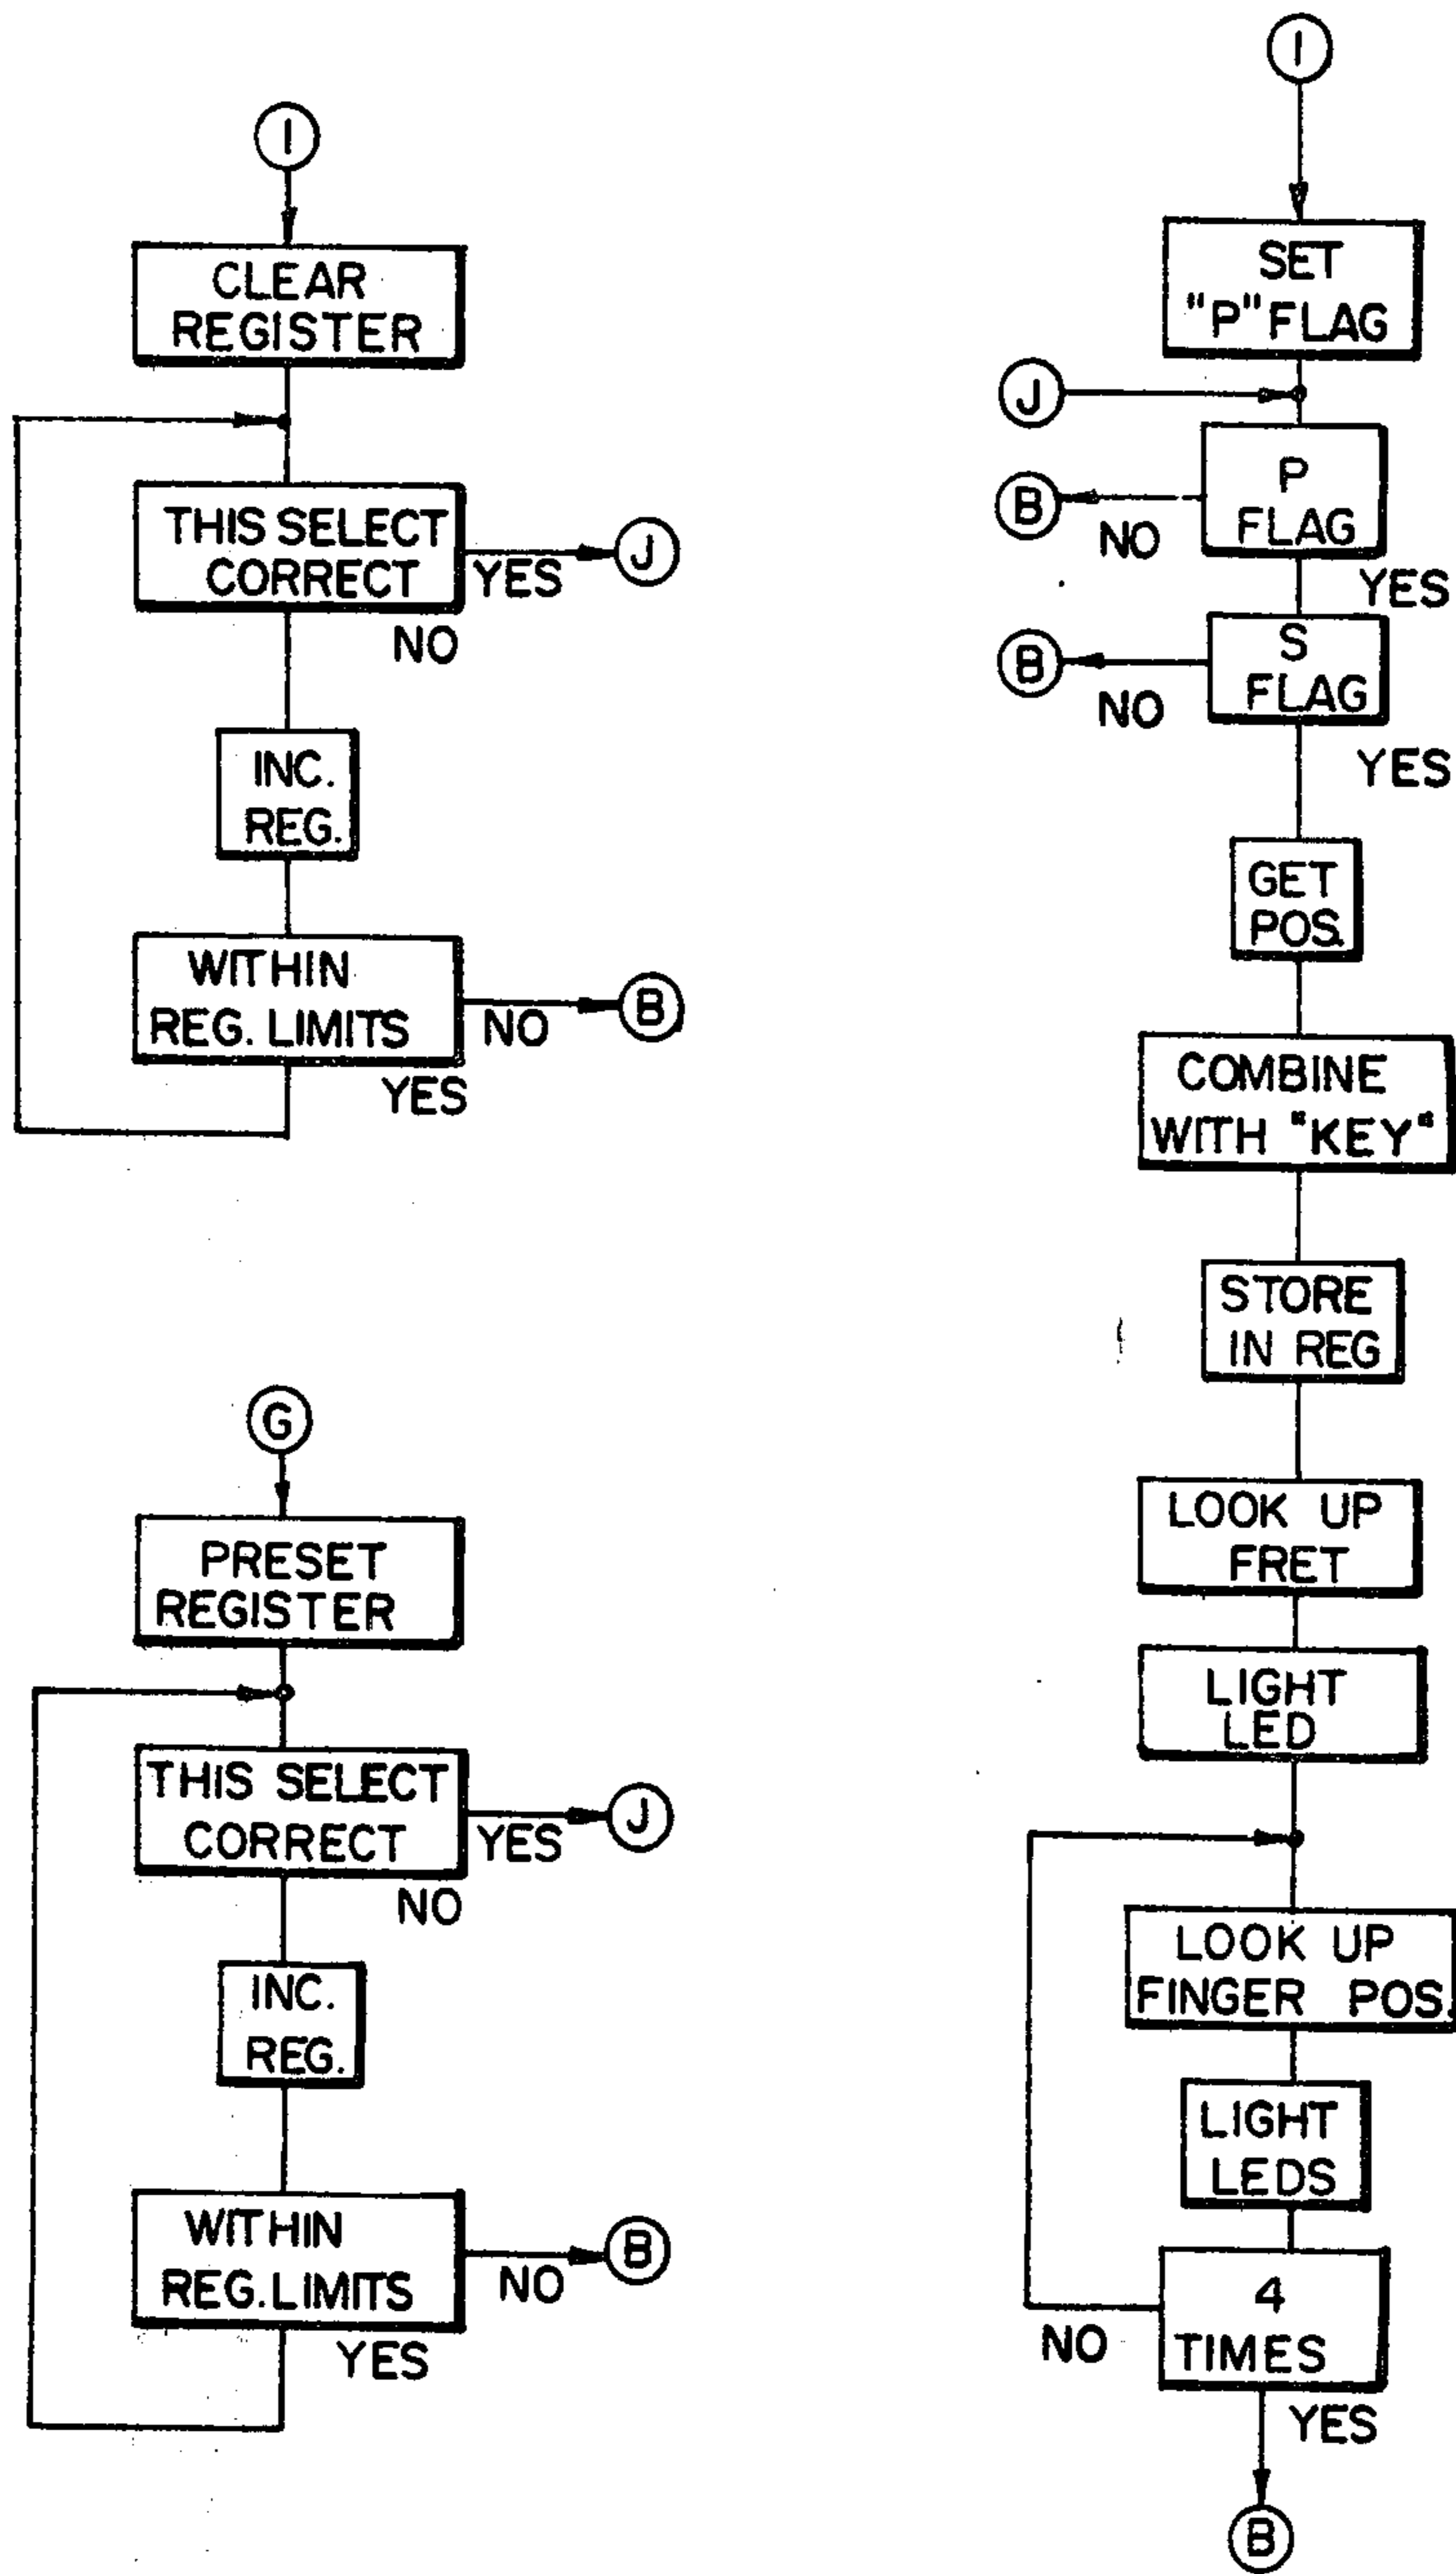 I
CLEAR
REGISTER
THIS SELECT
CORRECT
YES
J
NO
INC.
REG.
WITHIN
REG. LIMITS
NO
B
YES
G
PRESET
REGISTER
THIS SELECT
CORRECT
YES
J
NO
INC.
REG.
WITHIN
REG. LIMITS
NO
B
YES
I
SET
"P" FLAG
J
P
FLAG
B
NO
YES
S
FLAG
B
NO
YES
GET
POS.
COMBINE
WITH "KEY"
STORE
IN REG
LOOK UP
FRET
LIGHT
LED
LOOK UP
FINGER POS.
LIGHT
LEDS
4
TIMES
NO
YES
B